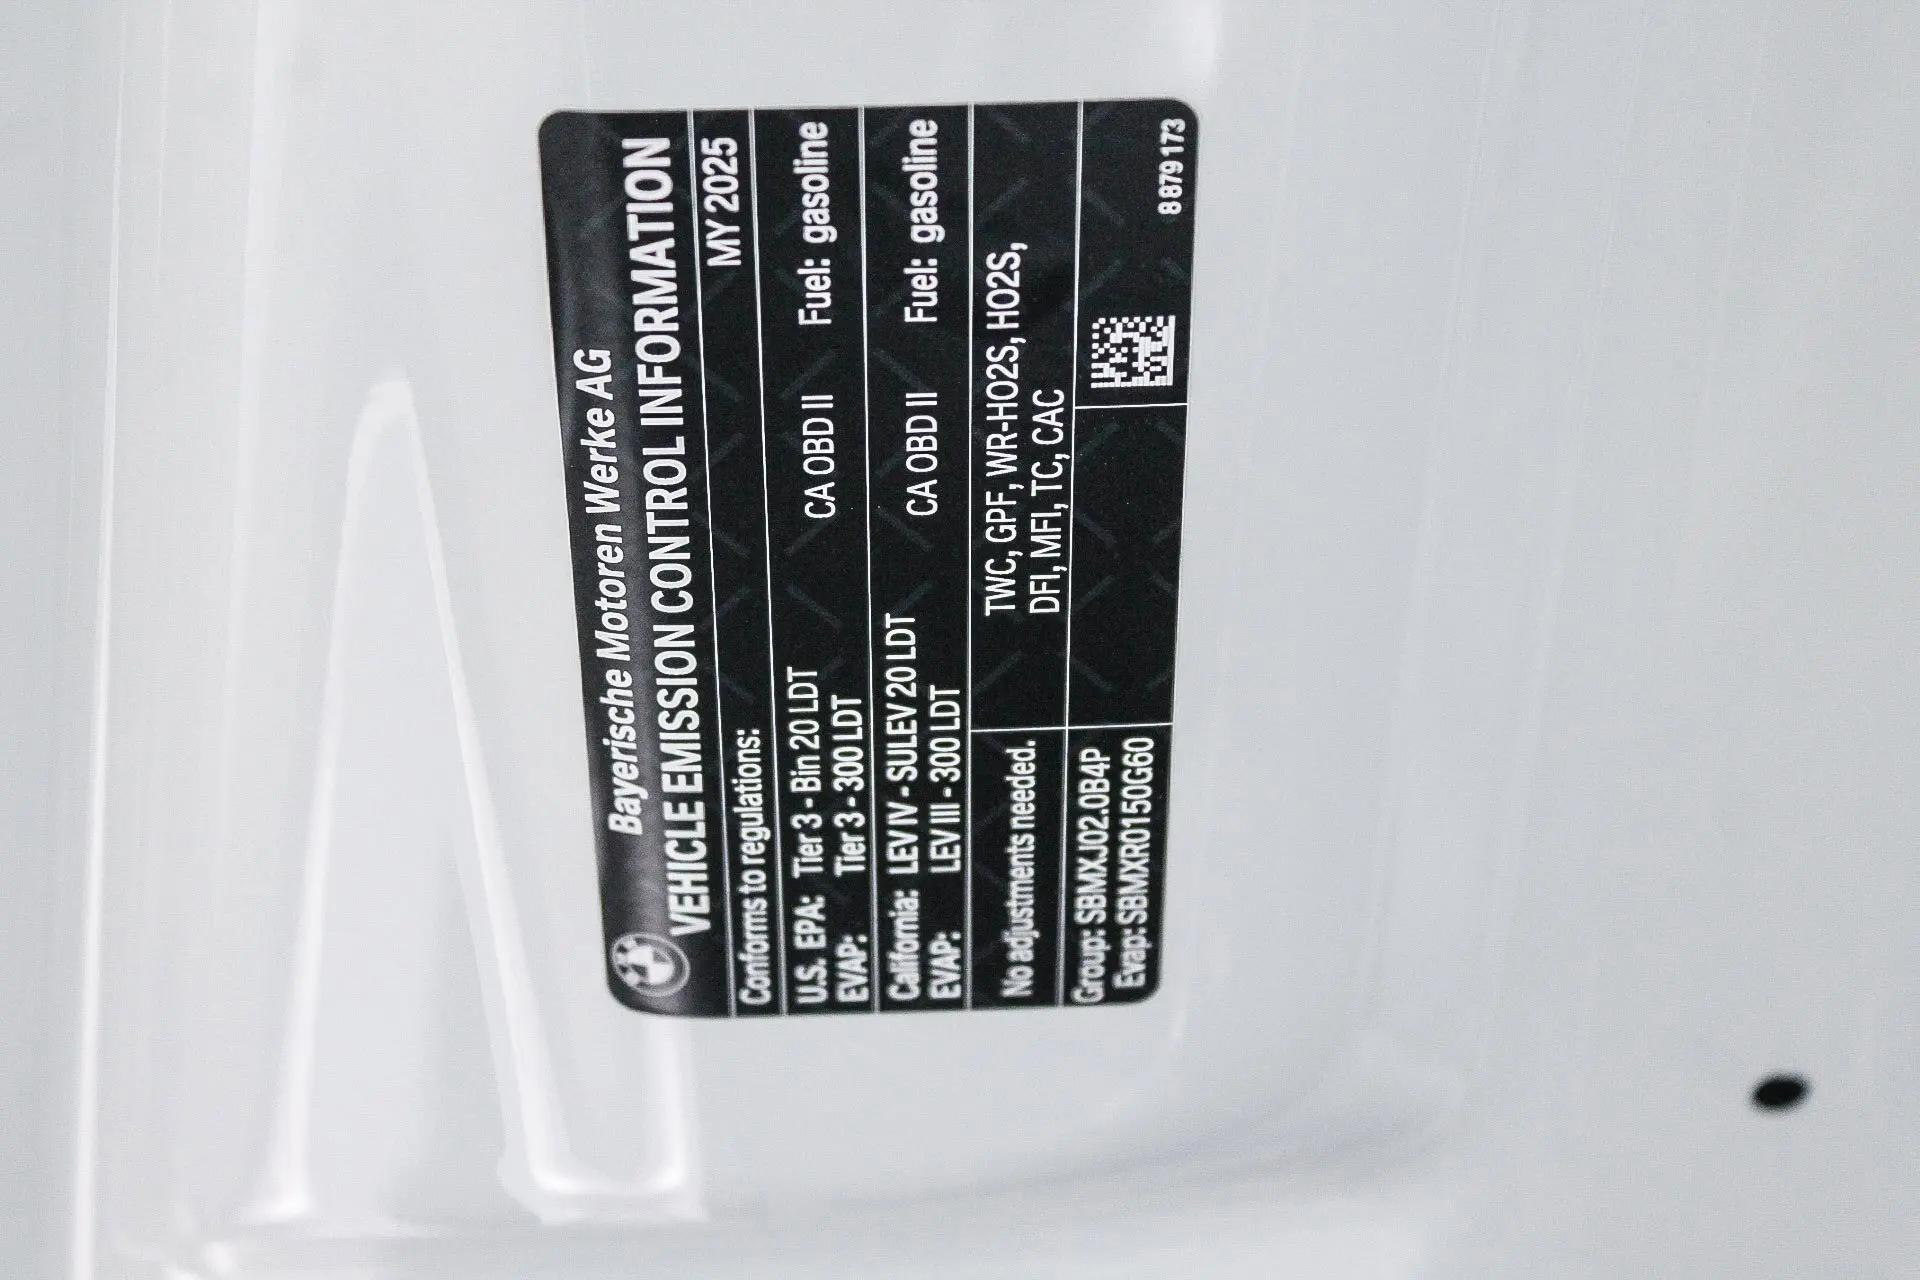 Bayerische Motoren Werke AG
VEHICLE EMISSION CONTROL INFORMATION
MY 2025
Conforms to regulations:
U.S. EPA: Tier 3 - Bin 20 LDT CA OBD II Fuel: gasoline
EVAP: Tier 3 - 300 LDT
California: LEV IV - SULEV 20 LDT CA OBD II Fuel: gasoline
EVAP: LEV III - 300 LDT
No adjustments needed.
TWC, GPF, WR-HO2S, HO2S,
DFI, MFI, TC, CAC
Group: SBMXJ02.0B4P
Evap: SBMXR0150G60
8 879 173